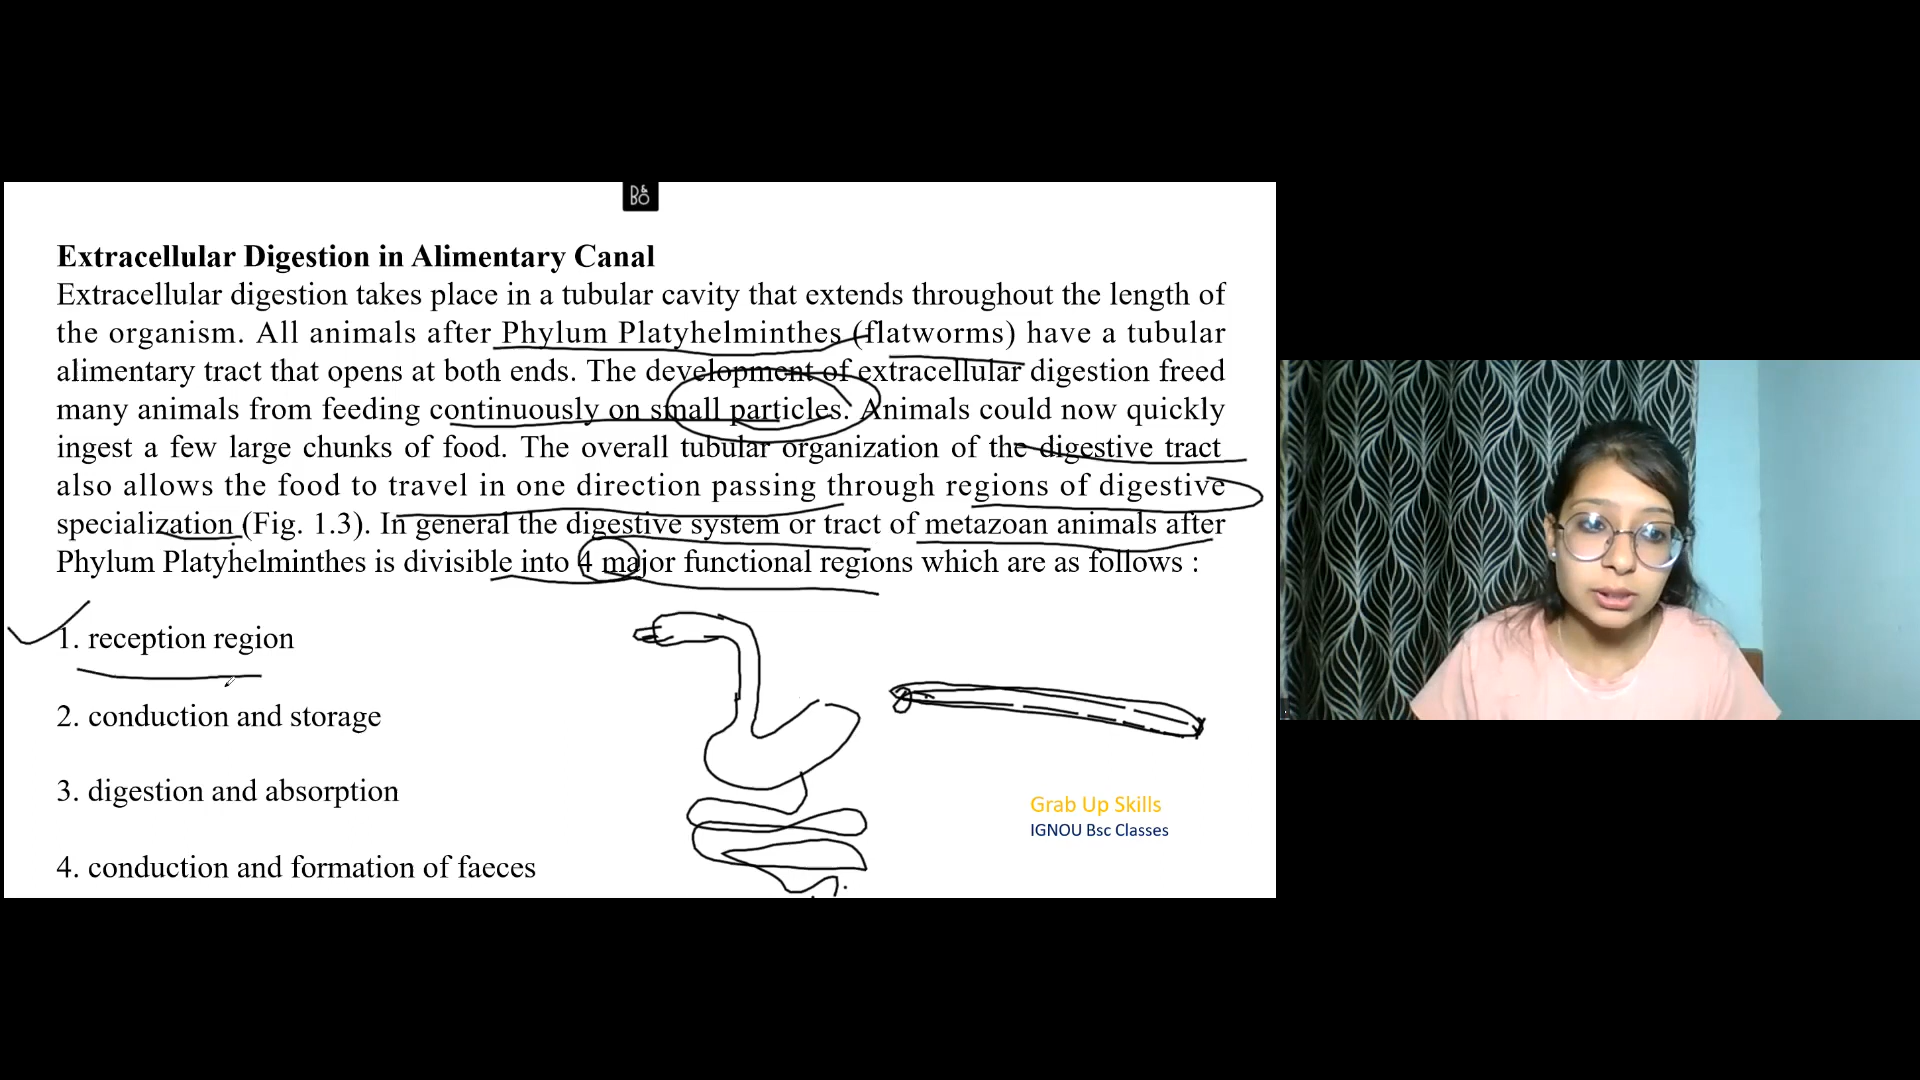 D&
BO
Extracellular Digestion in Alimentary Canal
Extracellular digestion takes place in a tubular cavity that extends throughout the length of
the organism. All animals after Phylum Platyhelminthes (flatworms) have a tubular
alimentary tract that opens at both ends. The development of extracellular digestion freed
many animals from feeding continuously on small particles. Animals could now quickly
ingest a few large chunks of food. The overall tubular organization of the digestive tract
also allows the food to travel in one direction passing through regions of digestive
specialization (Fig. 1.3). In general the digestive system or tract of metazoan animals after
Phylum Platyhelminthes is divisible into 4 major functional regions which are as follows :
1. reception region
2. conduction and storage
3. digestion and absorption
4. conduction and formation of faeces
Grab Up Skills
IGNOU Bsc Classes